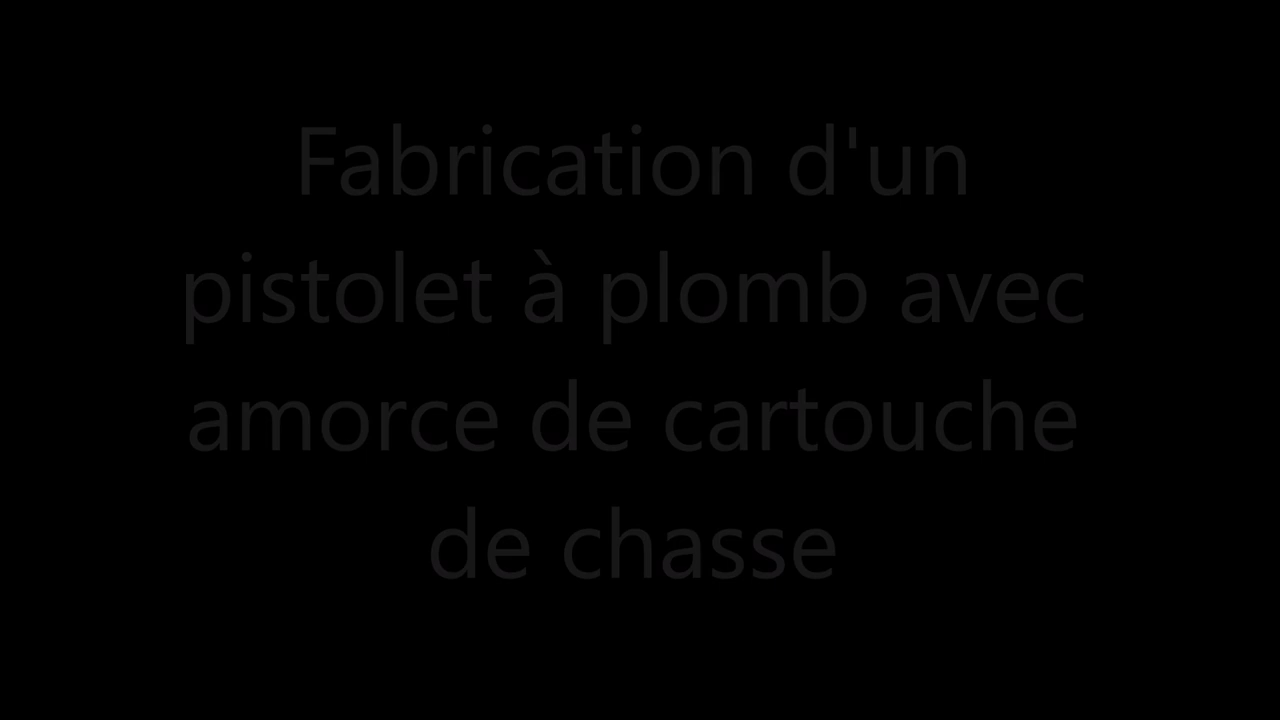 Fabrication d'un
pistolet à plomb avec
amorce de cartouche
de chasse